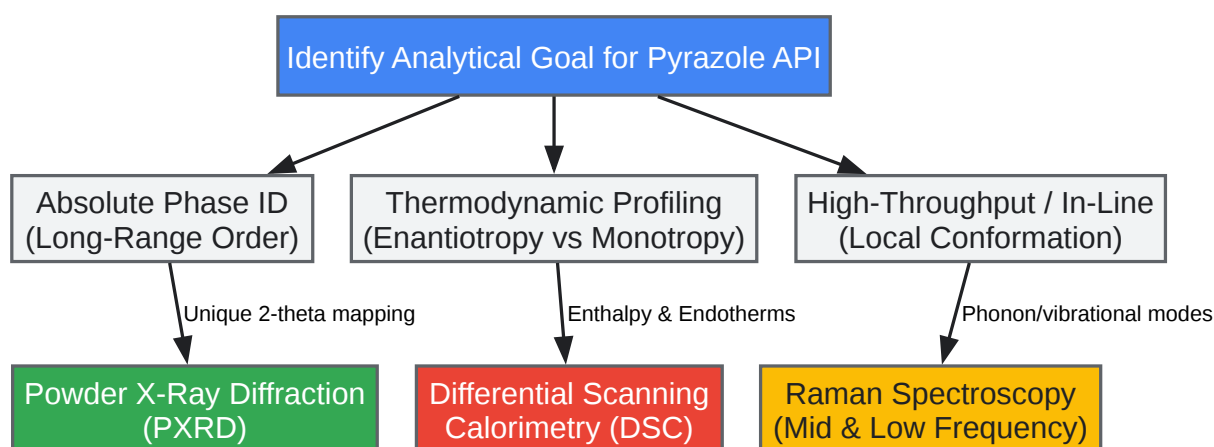 Identify Analytical Goal for Pyrazole API
Absolute Phase ID
(Long-Range Order)
Thermodynamic Profiling
(Enantiotropy vs Monotropy)
High-Throughput / In-Line
(Local Conformation)
Unique 2-theta mapping
Enthalpy & Endotherms
Phonon/vibrational modes
Powder X-Ray Diffraction
(PXRD)
Differential Scanning
Calorimetry (DSC)
Raman Spectroscopy
(Mid & Low Frequency)